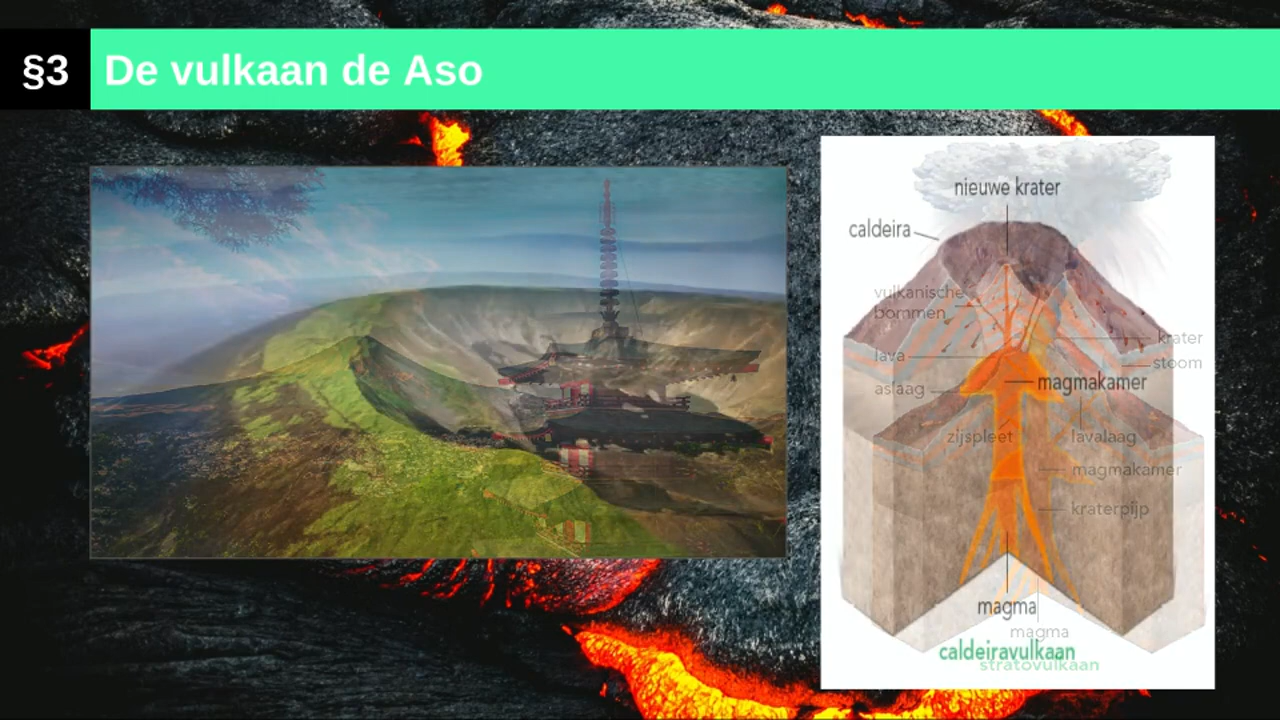 §3 De vulkaan de Aso
nieuwe krater
caldeira
vulkanische
bommen
krater
lava
stoom
magmakamer
aslaag
zijspleet
lavalaag
magmakamer
kraterpijp
magma
magma
caldeiravulkaan
stratovulkaan